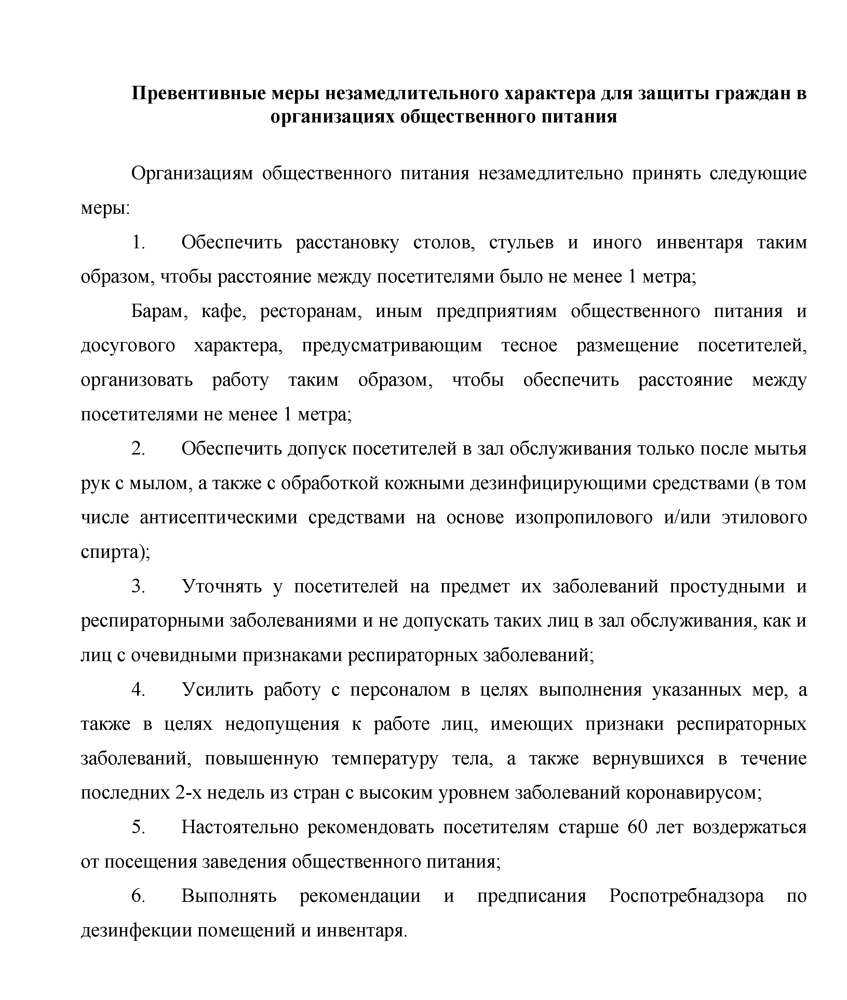 Превентивные меры незамедлительного характера для защиты граждан в
организациях общественного питания
Организациям общественного питания незамедлительно принять следующие
меры:
1. Обеспечить расстановку столов, стульев и иного инвентаря таким
образом, чтобы расстояние между посетителями было не менее 1 метра;
Барам, кафе, ресторанам, иным предприятиям общественного питания и
досугового характера, предусматривающим тесное размещение посетителей,
организовать работу таким образом, чтобы обеспечить расстояние между
посетителями не менее 1 метра;
2. Обеспечить допуск посетителей в зал обслуживания только после мытья
рук с мылом, а также с обработкой кожными дезинфицирующими средствами (в том
числе антисептическими средствами на основе изопропилового и/или этилового
спирта);
3. Уточнять у посетителей на предмет их заболеваний простудными и
респираторными заболеваниями и не допускать таких лиц в зал обслуживания, как и
лиц с очевидными признаками респираторных заболеваний;
4. Усилить работу с персоналом в целях выполнения указанных мер, а
также в целях недопущения к работе лиц, имеющих признаки респираторных
заболеваний, повышенную температуру тела, а также вернувшихся в течение
последних 2-х недель из стран с высоким уровнем заболеваний коронавирусом;
5. Настоятельно рекомендовать посетителям старше 60 лет воздержаться
от посещения заведения общественного питания;
6. Выполнять рекомендации и предписания Роспотребнадзора по
дезинфекции помещений и инвентаря.